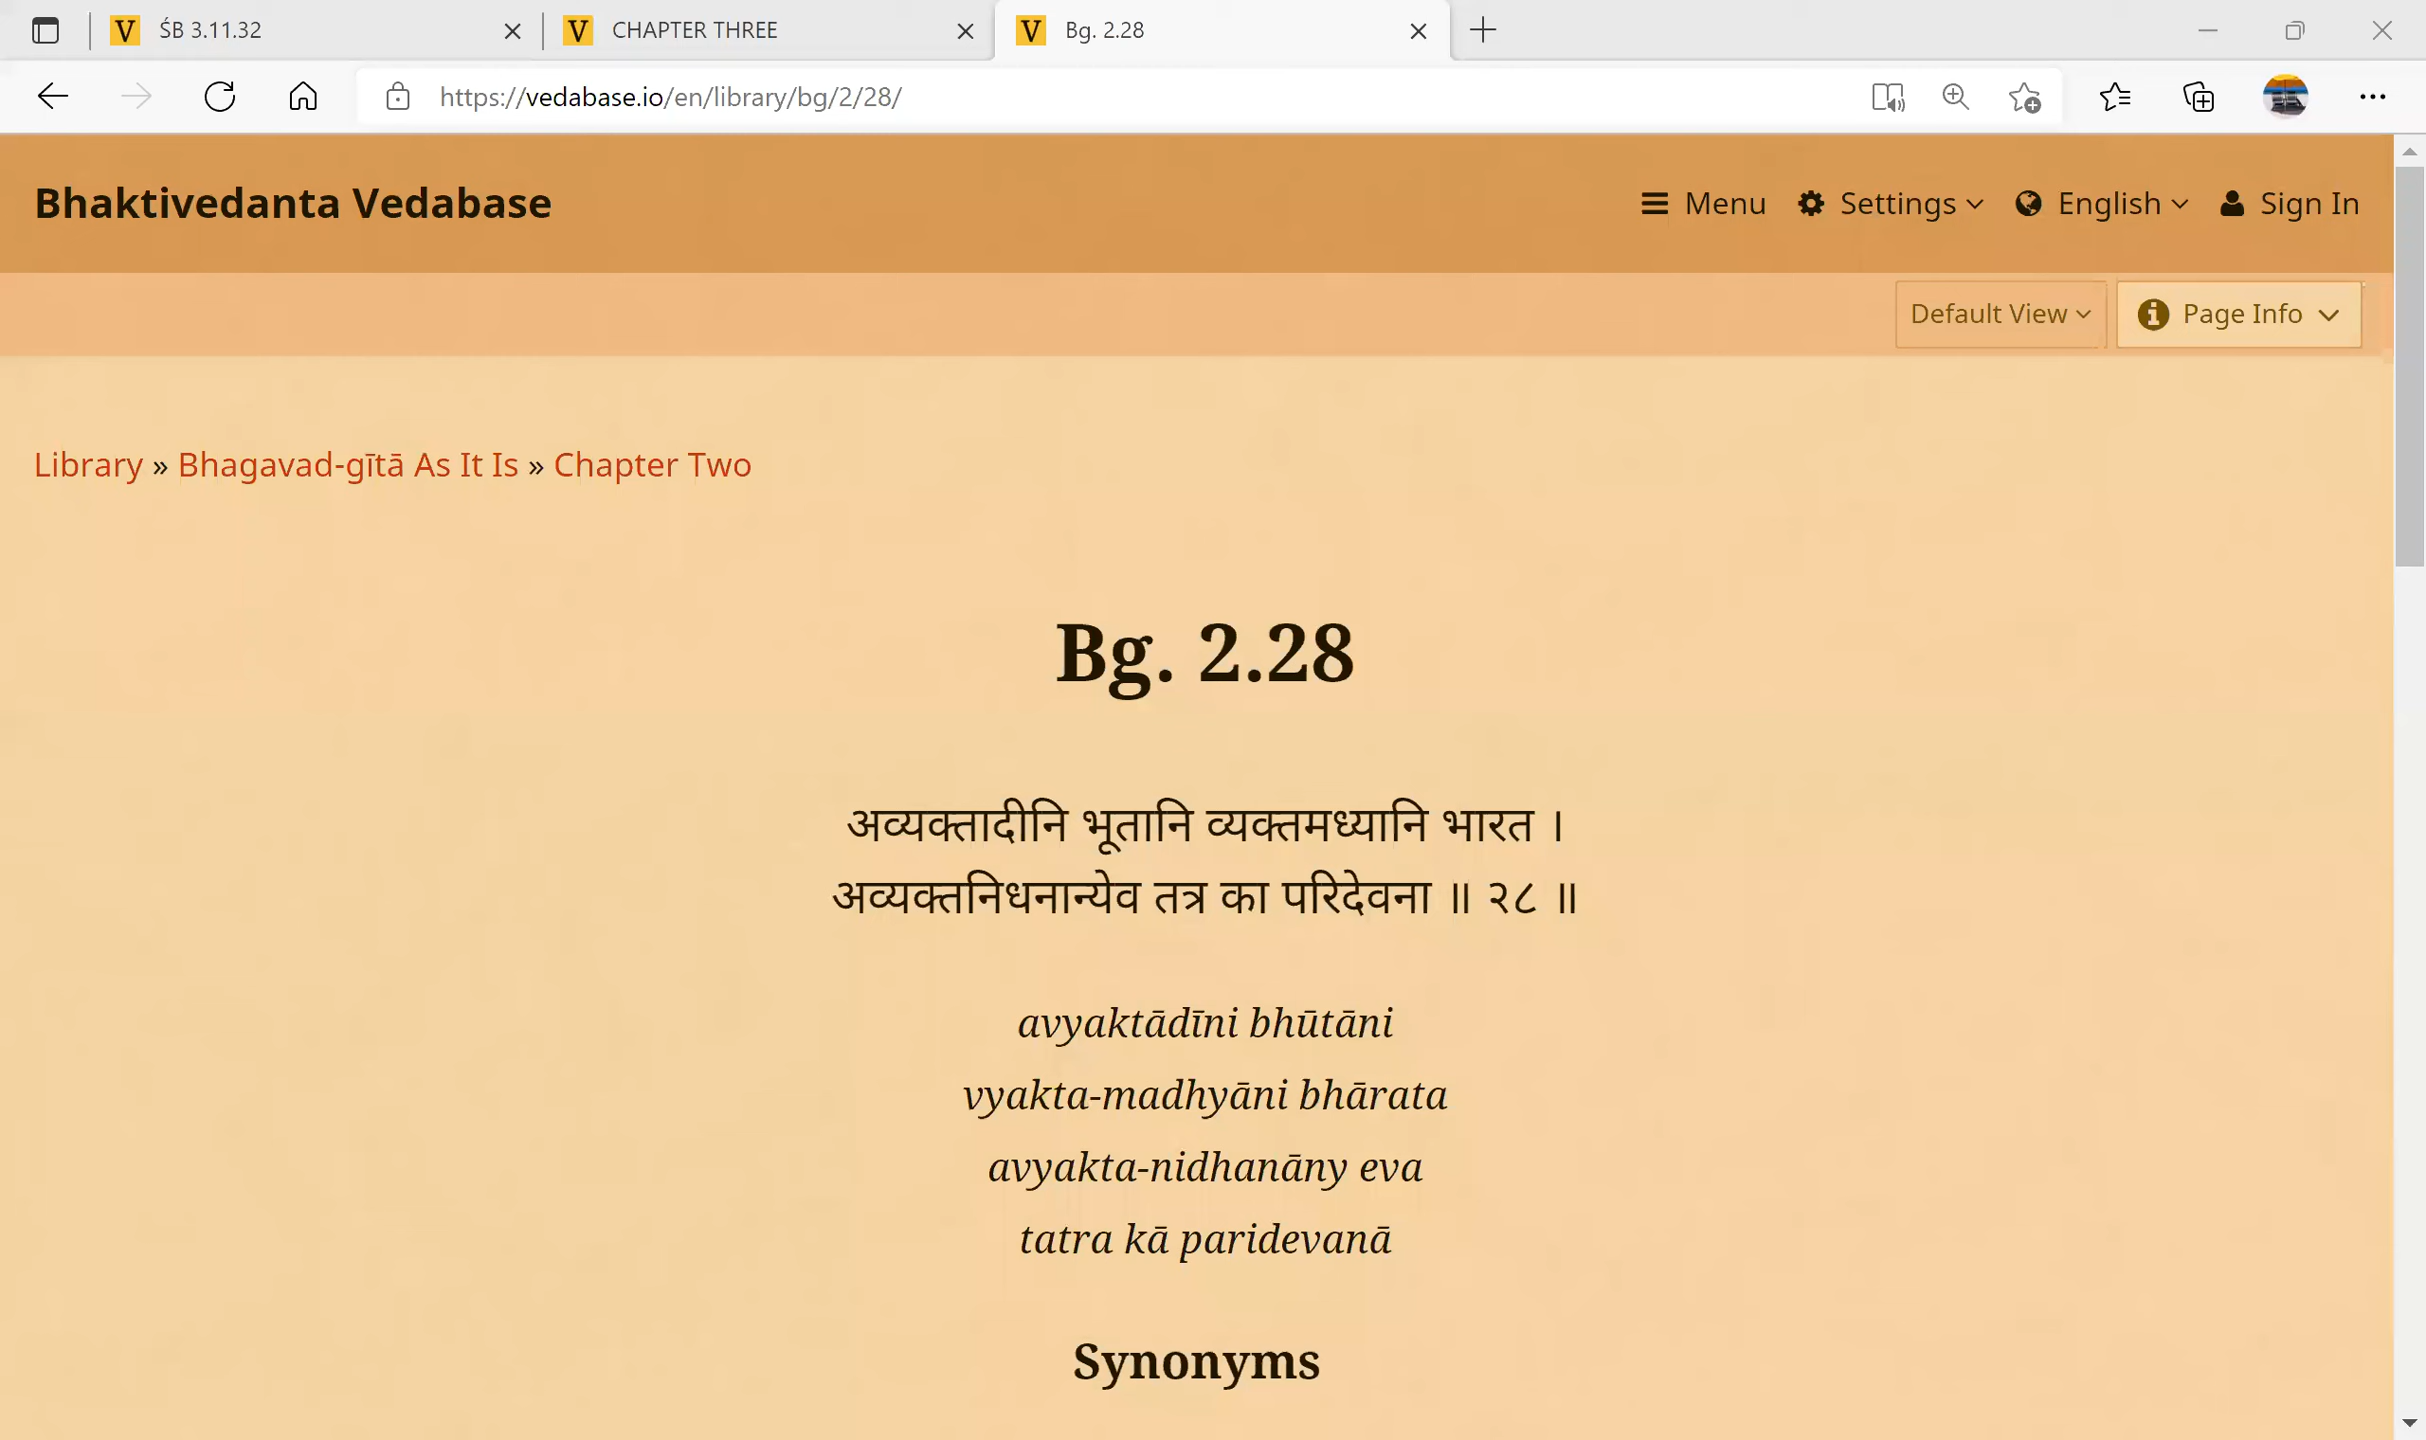 ŚB 3.11.32
CHAPTER THREE
Bg. 2.28
https://vedabase.io/en/library/bg/2/28/
Bhaktivedanta Vedabase
Menu
Settings
English
Sign In
Default View
Page Info
Library » Bhagavad-gītā As It Is » Chapter Two
Bg. 2.28
अव्यक्तादीनि भूतानि व्यक्तमध्यानि भारत ।
अव्यक्तनिधनान्येव तत्र का परिदेवना ॥ २८ ॥
avyaktādīni bhūtāni
vyakta-madhyāni bhārata
avyakta-nidhanāny eva
tatra kā paridevanā
Synonyms